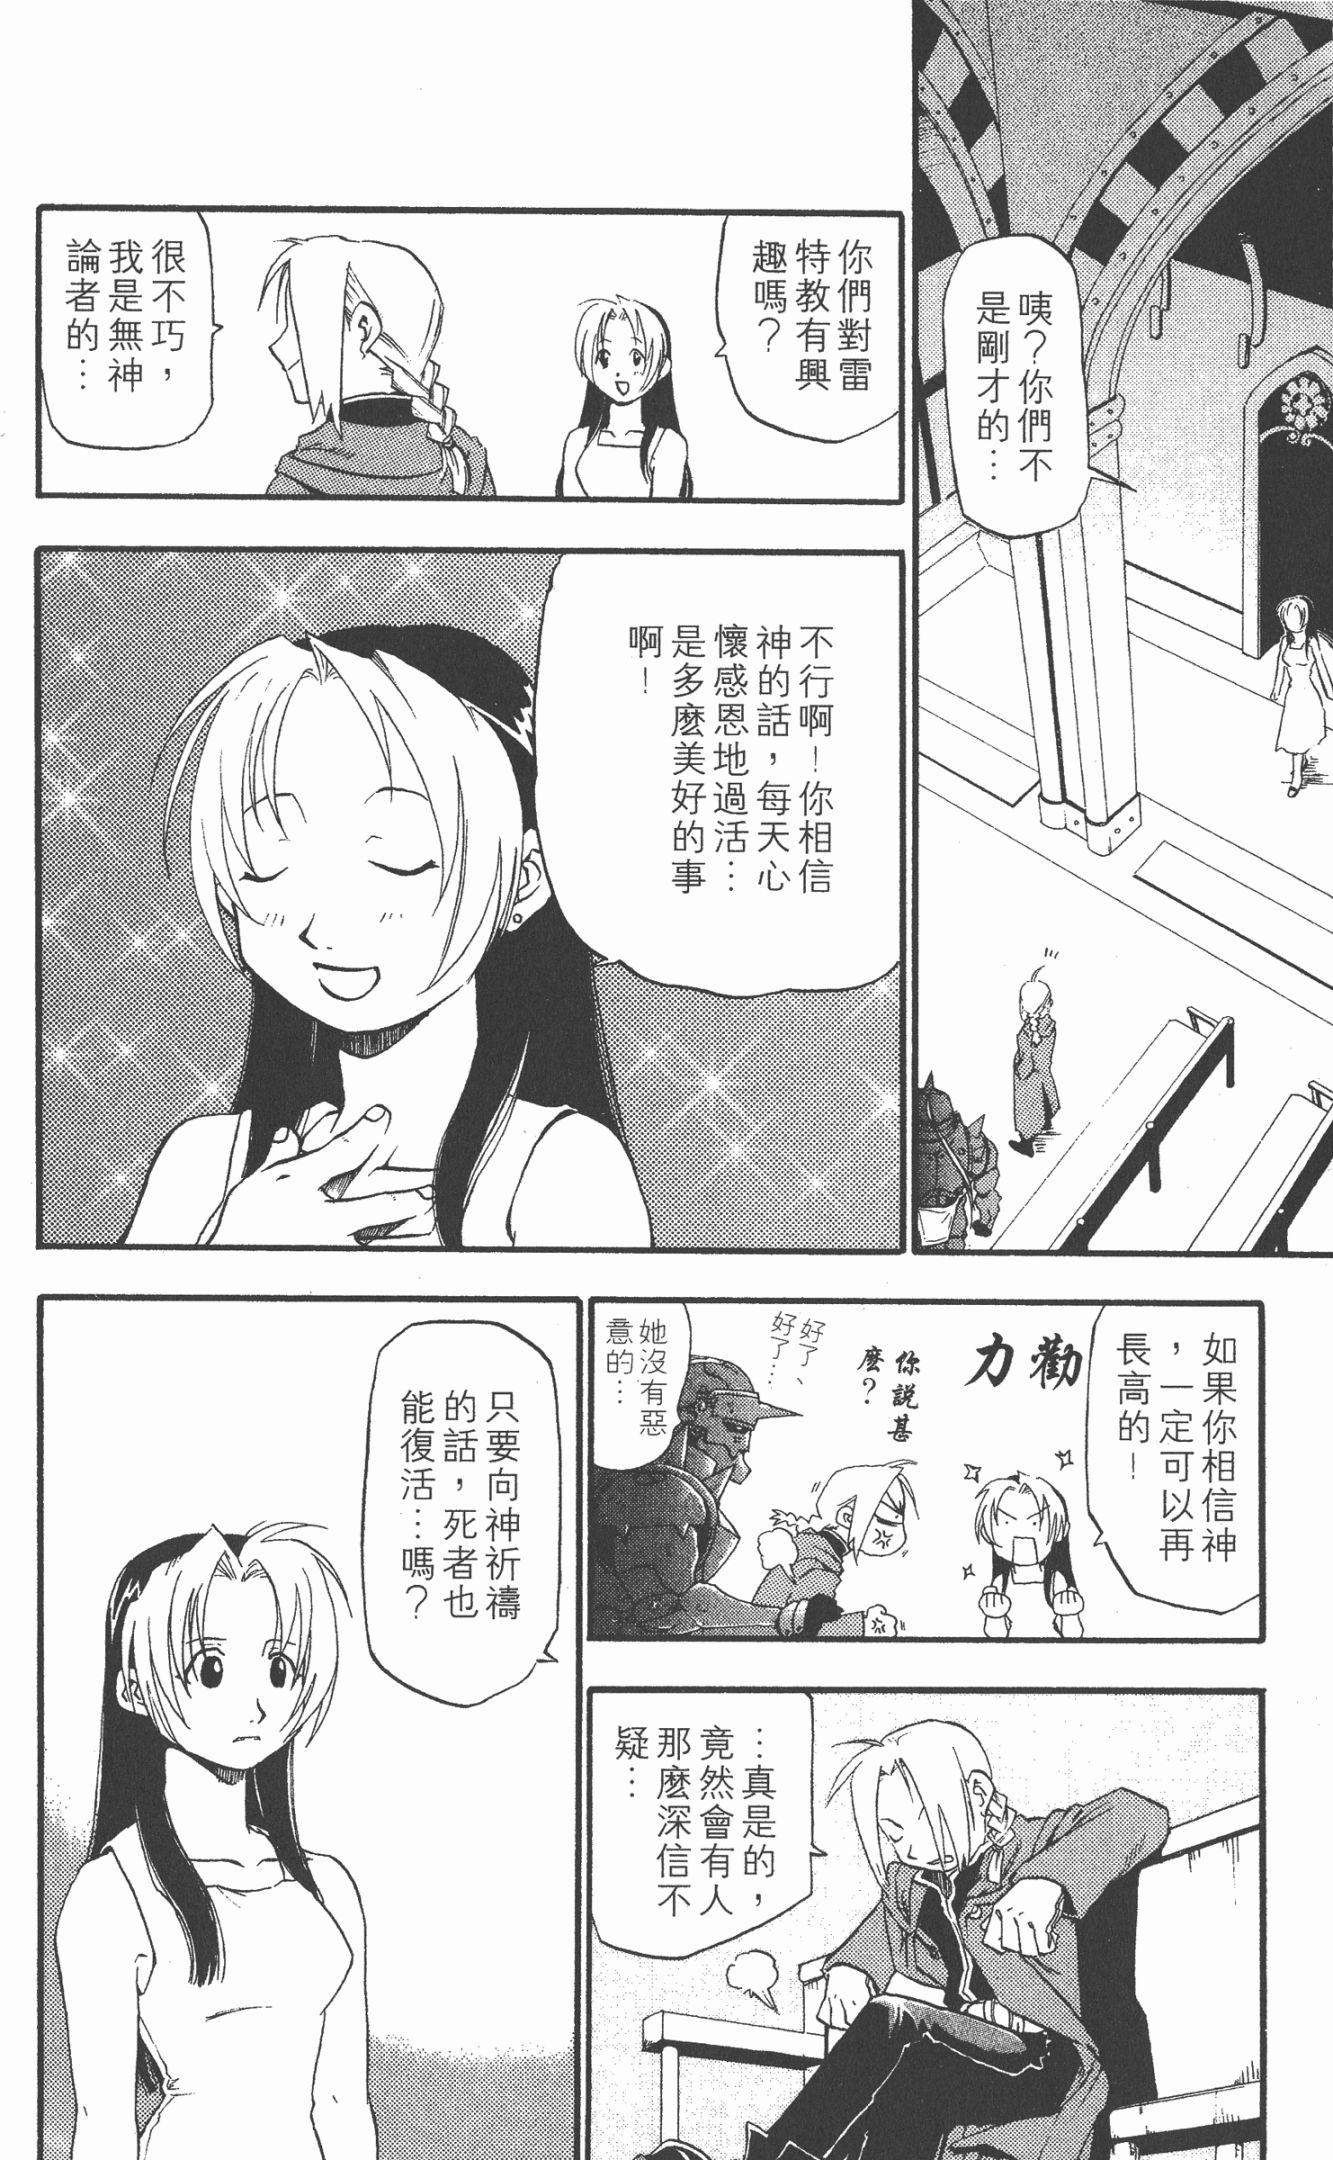 咦？你們不
是剛才的…
你們對雷
特教有興
趣嗎？
很不巧，
我是無神
論者的…
不行啊！你相信
神的話，每天心
懷感恩地過活…
是多麼美好的事
啊！
如果你相信神
，一定可以再
長高的！
勸
力
你說甚
麼？
好了、
好了…
她沒有惡
意的…
…真是的，
竟然會有人
那麼深信不
疑…
只要向神祈禱
的話，死者也
能復活…嗎？